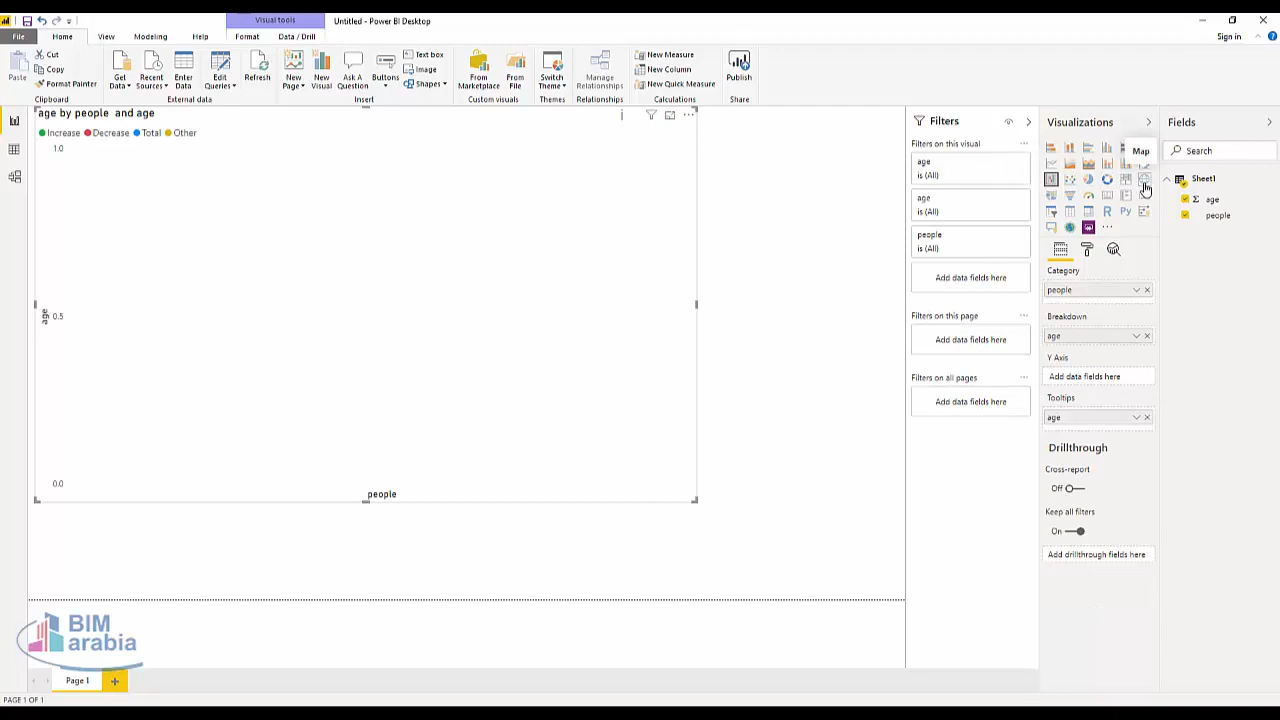 Visual tools
Untitled - Power BI Desktop
File
Home
View
Modeling
Help
Format
Data / Drill
Sign in
Paste
Cut
Copy
Format Painter
Clipboard
Get Data
Recent Sources
Enter Data
Edit Queries
Refresh
External data
New Page
New Visual
Ask A Question
Buttons
Text box
Image
Shapes
Insert
From Marketplace
From File
Custom visuals
Switch Theme
Themes
Manage Relationships
Relationships
New Measure
New Column
New Quick Measure
Calculations
Publish
Share
age by people and age
Increase
Decrease
Total
Other
1.0
0.5
0.0
age
people
Filters
Filters on this visual
age
is (All)
age
is (All)
people
is (All)
Add data fields here
Filters on this page
Add data fields here
Filters on all pages
Add data fields here
Visualizations
Map
R
Py
Category
people
Breakdown
age
Y Axis
Add data fields here
Tooltips
age
Drillthrough
Cross-report
Off
Keep all filters
On
Add drillthrough fields here
Fields
Search
Sheet1
Σ age
people
BIM
arabia
Page 1
PAGE 1 OF 1